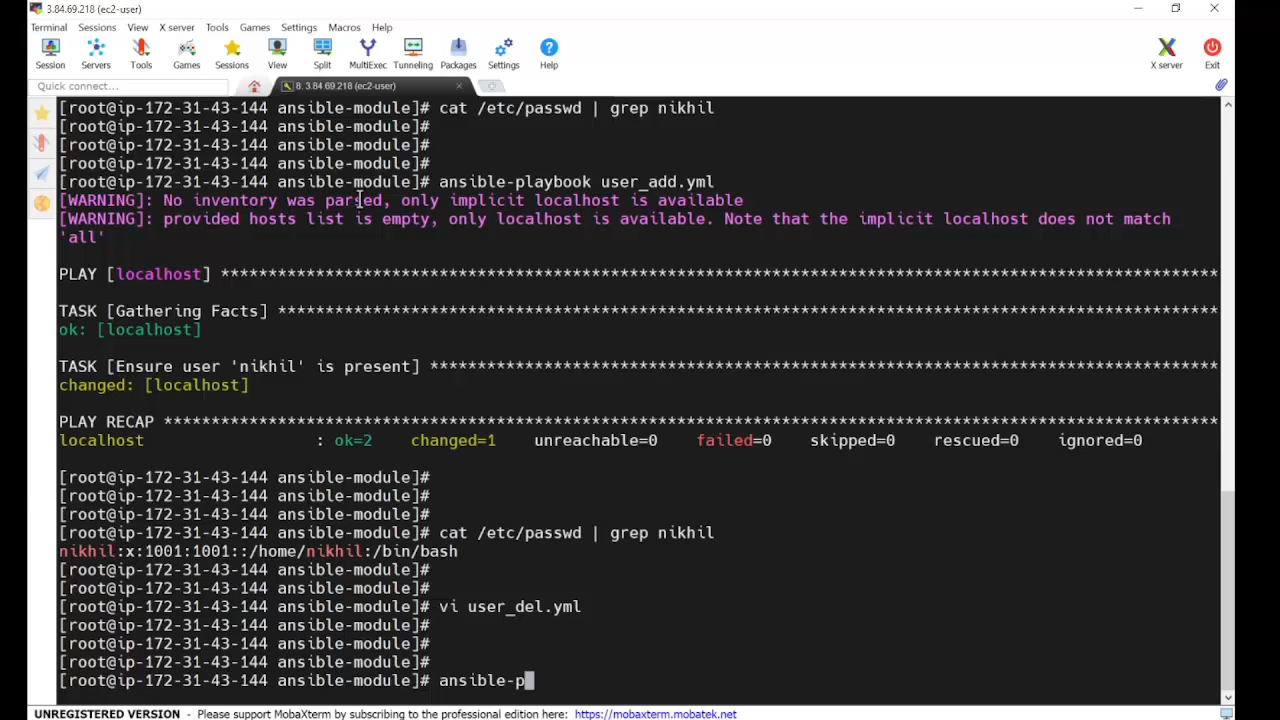 3.84.69.218 (ec2-user)
Terminal Sessions View X server Tools Games Settings Macros Help
Session Servers Tools Games Sessions View Split MultiExec Tunneling Packages Settings Help X server Exit
Quick connect... 8. 3.84.69.218 (ec2-user)
[root@ip-172-31-43-144 ansible-module]# cat /etc/passwd | grep nikhil
[root@ip-172-31-43-144 ansible-module]#
[root@ip-172-31-43-144 ansible-module]#
[root@ip-172-31-43-144 ansible-module]#
[root@ip-172-31-43-144 ansible-module]# ansible-playbook user_add.yml
[WARNING]: No inventory was parsed, only implicit localhost is available
[WARNING]: provided hosts list is empty, only localhost is available. Note that the implicit localhost does not match
'all'
PLAY [localhost] *********************************************************************************************************
TASK [Gathering Facts] ***************************************************************************************************
ok: [localhost]
TASK [Ensure user 'nikhil' is present] ***********************************************************************************
changed: [localhost]
PLAY RECAP ***************************************************************************************************************
localhost : ok=2 changed=1 unreachable=0 failed=0 skipped=0 rescued=0 ignored=0
[root@ip-172-31-43-144 ansible-module]#
[root@ip-172-31-43-144 ansible-module]#
[root@ip-172-31-43-144 ansible-module]#
[root@ip-172-31-43-144 ansible-module]# cat /etc/passwd | grep nikhil
nikhil:x:1001:1001::/home/nikhil:/bin/bash
[root@ip-172-31-43-144 ansible-module]#
[root@ip-172-31-43-144 ansible-module]#
[root@ip-172-31-43-144 ansible-module]# vi user_del.yml
[root@ip-172-31-43-144 ansible-module]#
[root@ip-172-31-43-144 ansible-module]#
[root@ip-172-31-43-144 ansible-module]#
[root@ip-172-31-43-144 ansible-module]# ansible-p
UNREGISTERED VERSION - Please support MobaXterm by subscribing to the professional edition here: https://mobaxterm.mobatek.net